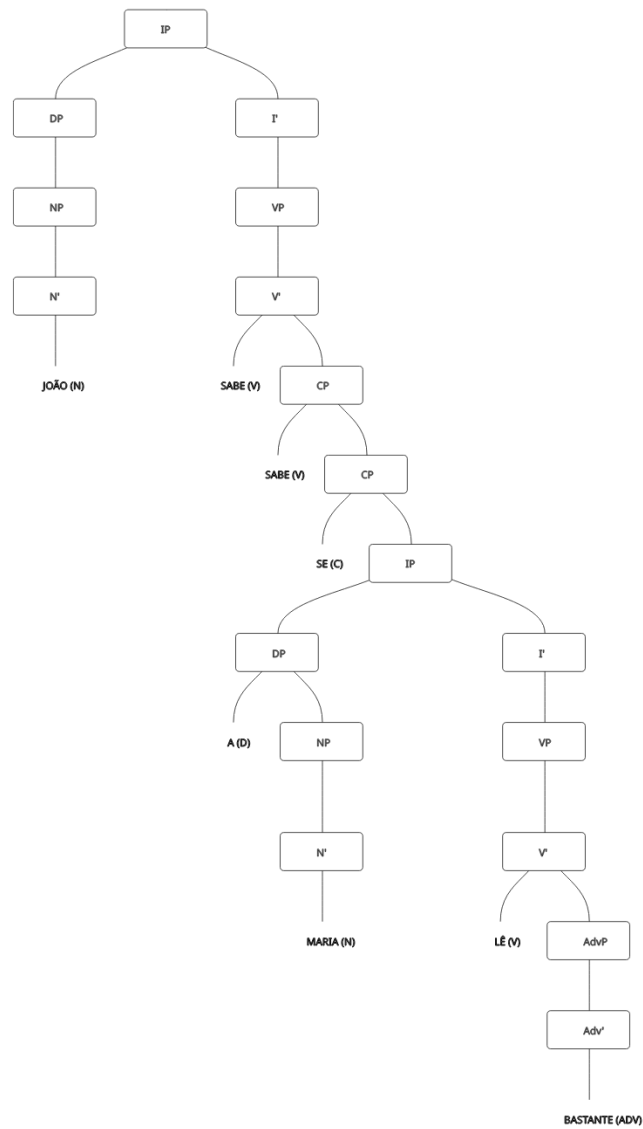 IP
DP I'
NP VP
N' V'
JOÃO (N) SABE (V) CP
SABE (V) CP
SE (C) IP
DP I'
A (D) NP VP
N' V'
MARIA (N) LÊ (V) AdvP
Adv'
BASTANTE (ADV)